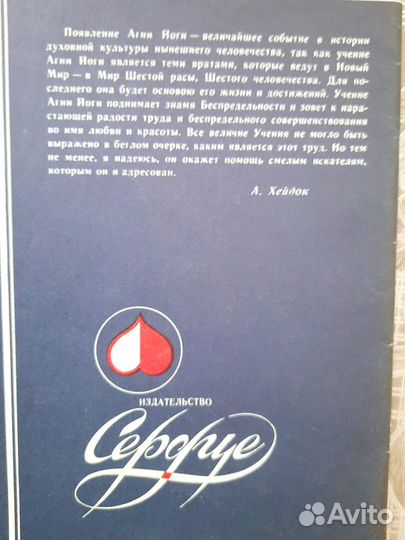 Появление Агни Йоги — величайшее событие в истории
духовной культуры нынешнего человечества, так как учение
Агни Йоги является теми вратами, которые ведут в Новый
Мир — в Мир Шестой расы, Шестого человечества. Для по-
следнего она будет основою его жизни и достижений. Учение
Агни Йоги поднимает знамя Беспредельности и зовет к нара-
стающей радости труда и беспредельного совершенствования
во имя любви и красоты. Все величие Учения не могло быть
выражено в беглом очерке, каким является этот труд. Но тем
не менее, я надеюсь, он окажет помощь смелым искателям,
которым он и адресован.
А. Хейдок
ИЗДАТЕЛЬСТВО
Сердце
Avito